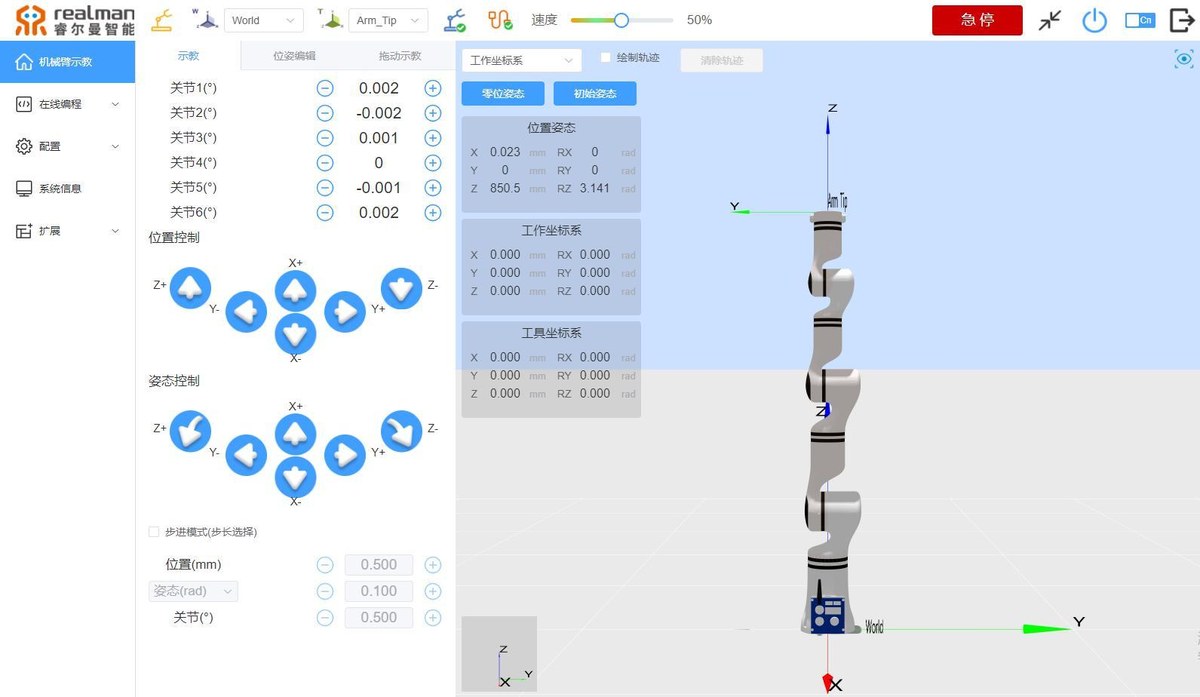 realman
睿尔曼智能
W
World
T
Arm_Tip
速度
50%
急停
Cn
机械臂示教
在线编程
配置
系统信息
扩展
示教
位姿编辑
拖动示教
关节1(°) 0.002
关节2(°) -0.002
关节3(°) 0.001
关节4(°) 0
关节5(°) -0.001
关节6(°) 0.002
位置控制
X+
Z+
Z-
Y-
Y+
X-
姿态控制
X+
Z+
Z-
Y-
Y+
X-
步进模式(步长选择)
位置(mm) 0.500
姿态(rad) 0.100
关节(°) 0.500
工作坐标系
绘制轨迹
清除轨迹
零位姿态
初始姿态
位置姿态
X 0.023 mm RX 0 rad
Y 0 mm RY 0 rad
Z 850.5 mm RZ 3.141 rad
工作坐标系
X 0.000 mm RX 0.000 rad
Y 0.000 mm RY 0.000 rad
Z 0.000 mm RZ 0.000 rad
工具坐标系
X 0.000 mm RX 0.000 rad
Y 0.000 mm RY 0.000 rad
Z 0.000 mm RZ 0.000 rad
Z
Arm Tip
Y
Z
World
Y
X
Z
Y
X